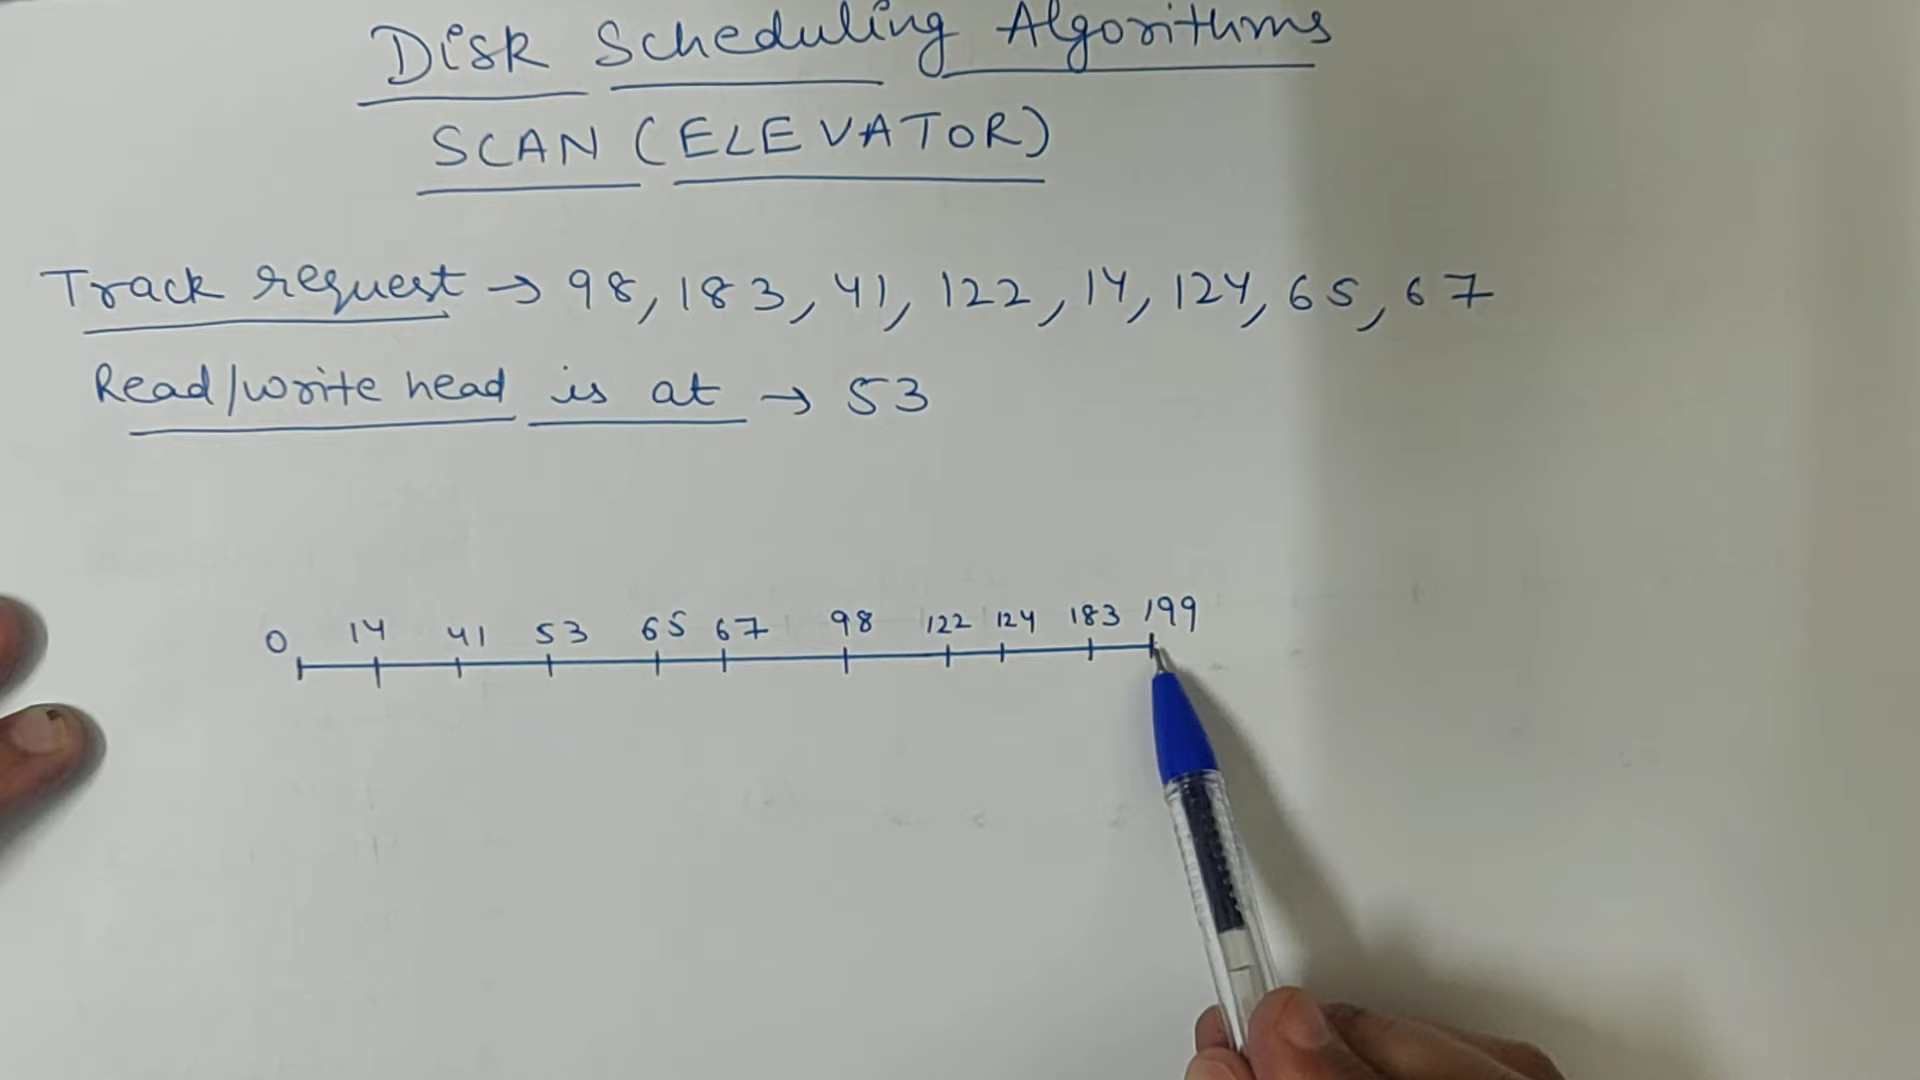 Disk Scheduling Algorithms
SCAN (ELEVATOR)
Track request → 98, 183, 41, 122, 14, 124, 65, 67
Read/write head is at → 53
0 14 41 53 65 67 98 122 124 183 199